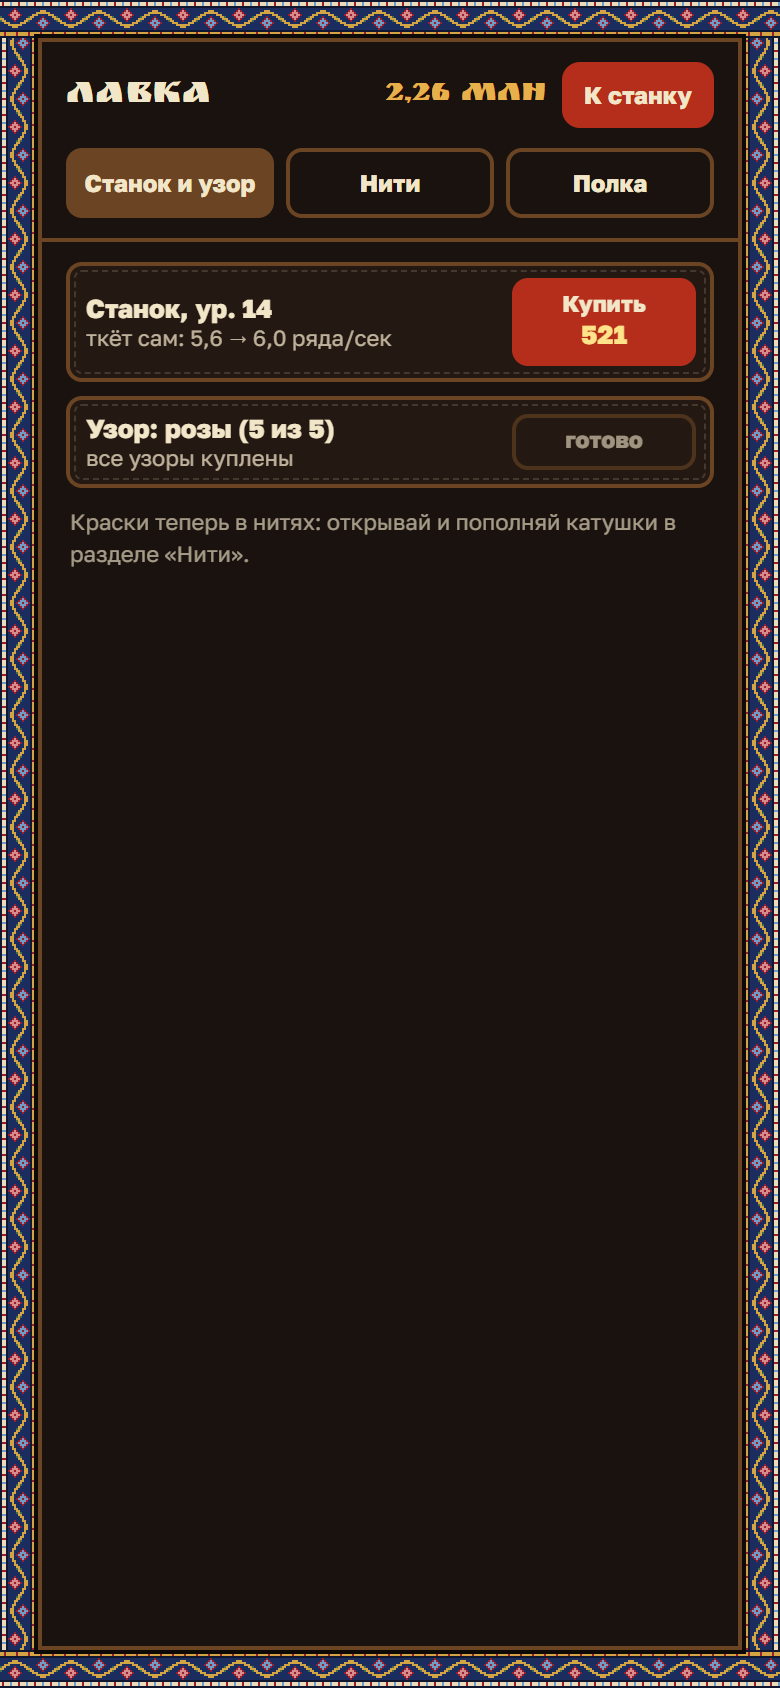 ЛАВКА
2,26 МЛН
К станку
Станок и узор
Нити
Полка
Станок, ур. 14
ткёт сам: 5,6 → 6,0 ряда/сек
Купить
521
Узор: розы (5 из 5)
все узоры куплены
готово
Краски теперь в нитях: открывай и пополняй катушки в
разделе «Нити».